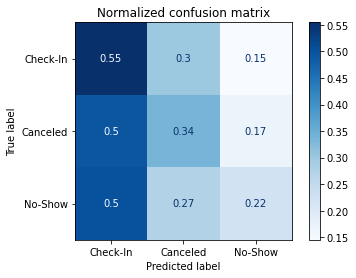 Normalized confusion matrix
Check-In 0.55 0.3 0.15
Canceled 0.5 0.34 0.17
No-Show 0.5 0.27 0.22
Check-In Canceled No-Show
Predicted label
True label
0.55
0.50
0.45
0.40
0.35
0.30
0.25
0.20
0.15